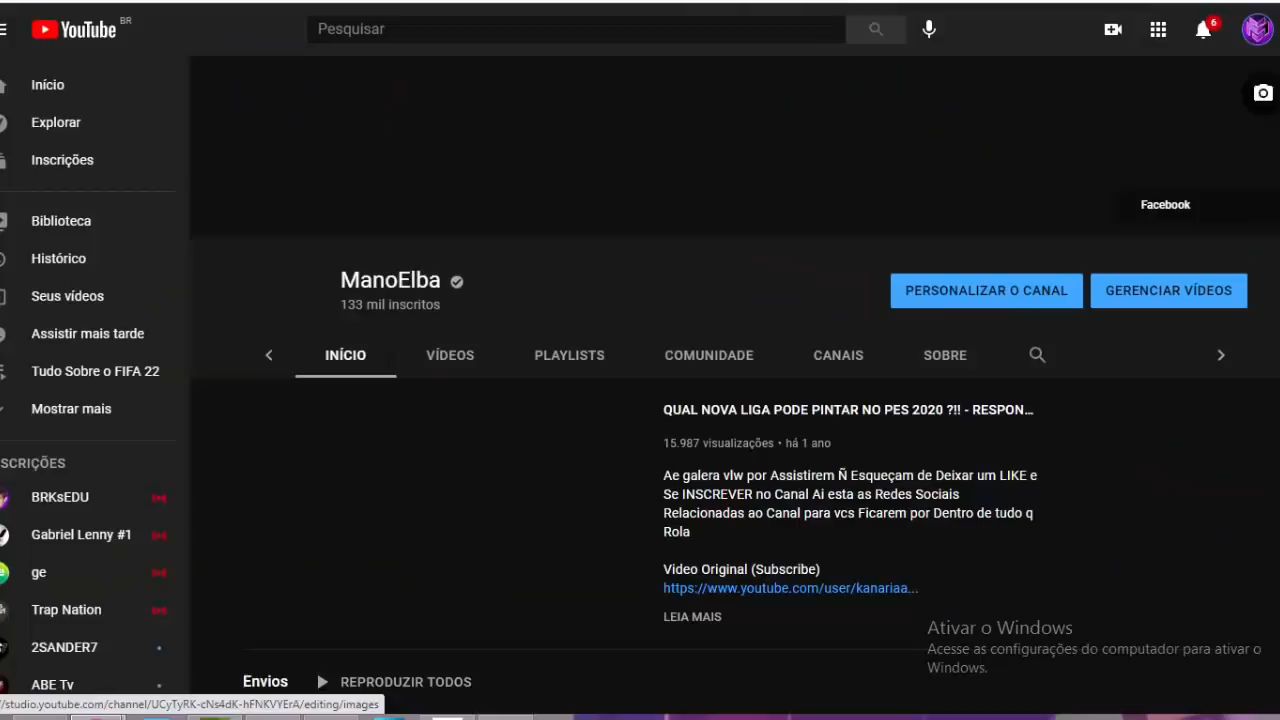 YouTube BR
Pesquisar
6
Início
Explorar
Inscrições
Biblioteca
Histórico
Seus vídeos
Assistir mais tarde
Tudo Sobre o FIFA 22
Mostrar mais
SCRIÇÕES
BRKsEDU
Gabriel Lenny #1
ge
Trap Nation
2SANDER7
ABE Tv
Facebook
ManoElba
133 mil inscritos
PERSONALIZAR O CANAL
GERENCIAR VÍDEOS
INÍCIO
VÍDEOS
PLAYLISTS
COMUNIDADE
CANAIS
SOBRE
QUAL NOVA LIGA PODE PINTAR NO PES 2020 ?!! - RESPON...
15.987 visualizações • há 1 ano
Ae galera vlw por Assistirem Ñ Esqueçam de Deixar um LIKE e
Se INSCREVER no Canal Ai esta as Redes Sociais
Relacionadas ao Canal para vcs Ficarem por Dentro de tudo q
Rola
Video Original (Subscribe)
https://www.youtube.com/user/kanariaa...
LEIA MAIS
Ativar o Windows
Acesse as configurações do computador para ativar o
Windows.
Envios
REPRODUZIR TODOS
//studio.youtube.com/channel/UCyTyRK-cNs4dK-hFNKVYErA/editing/images